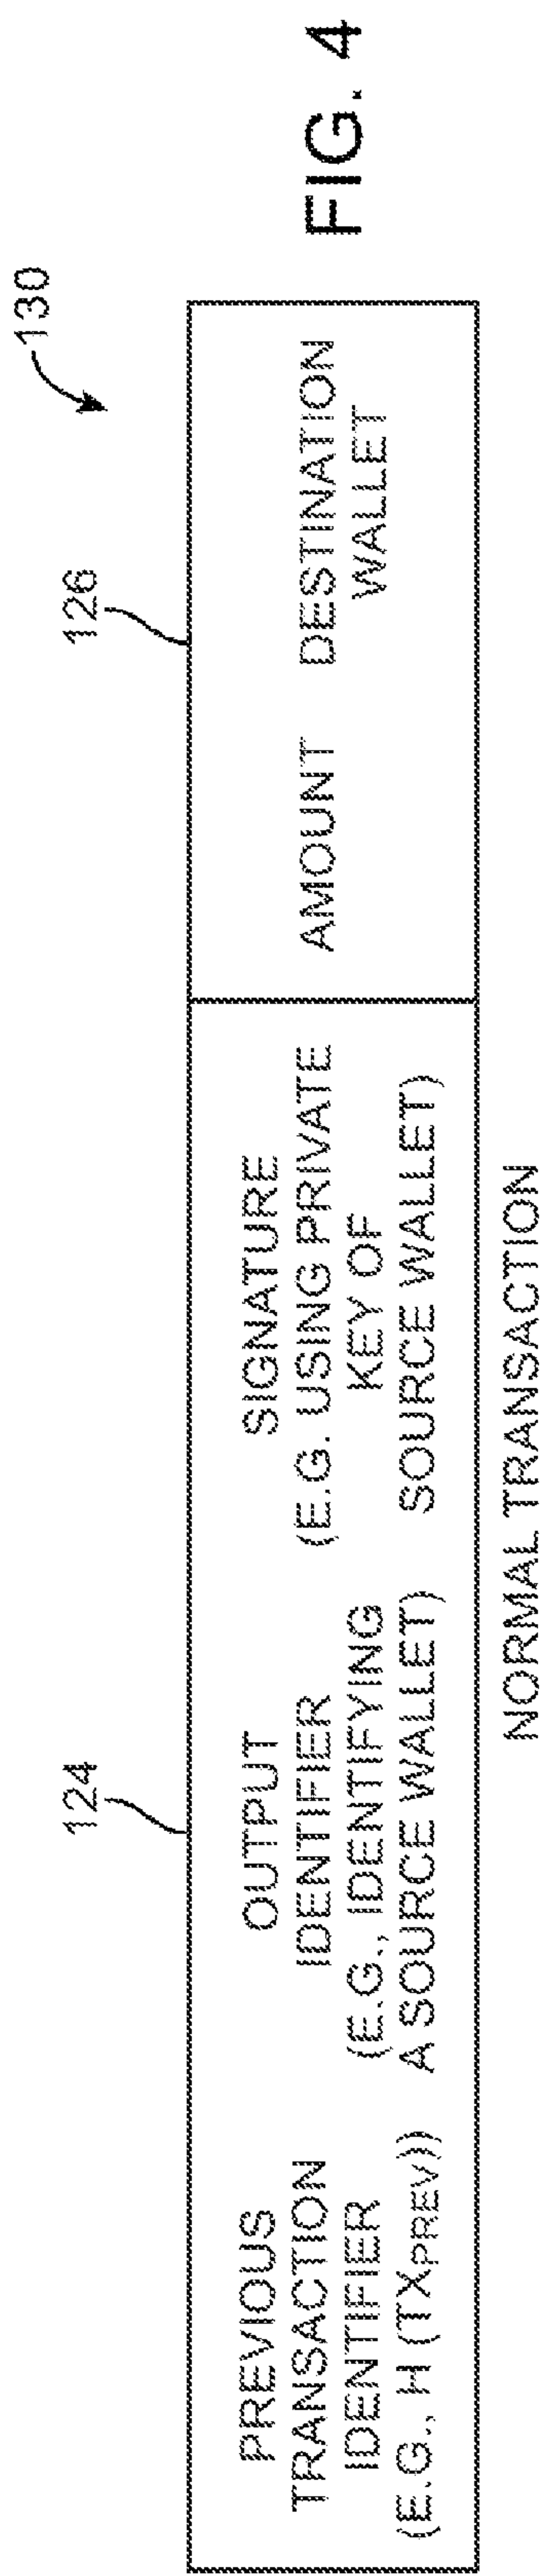 130
124
126
PREVIOUS
TRANSACTION
IDENTIFIER
(E.G., H (TXPREV))
OUTPUT
IDENTIFIER
(E.G., IDENTIFYING
A SOURCE WALLET)
SIGNATURE
(E.G. USING PRIVATE
KEY OF
SOURCE WALLET)
AMOUNT
DESTINATION
WALLET
NORMAL TRANSACTION
FIG. 4